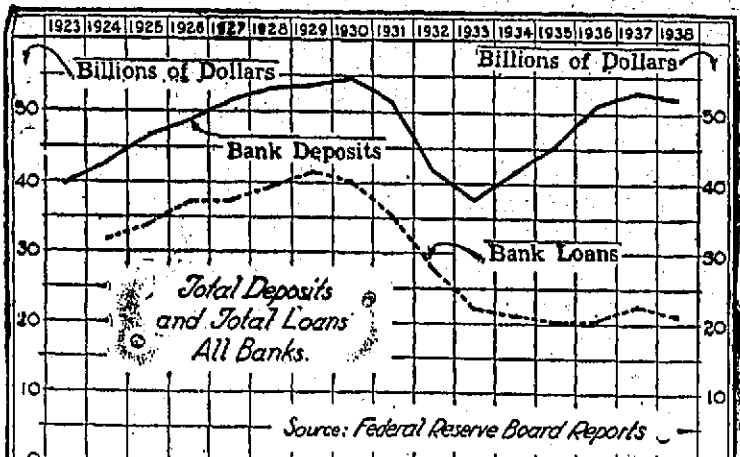 1923 1924 1925 1926 1927 1928 1929 1930 1931 1932 1933 1934 1935 1936 1937 1938
Billions of Dollars
Billions of Dollars
50
50
Bank Deposits
40
40
Bank Loans
30
30
Total Deposits
and Total Loans
All Banks.
20
20
10
10
Source: Federal Reserve Board Reports
0